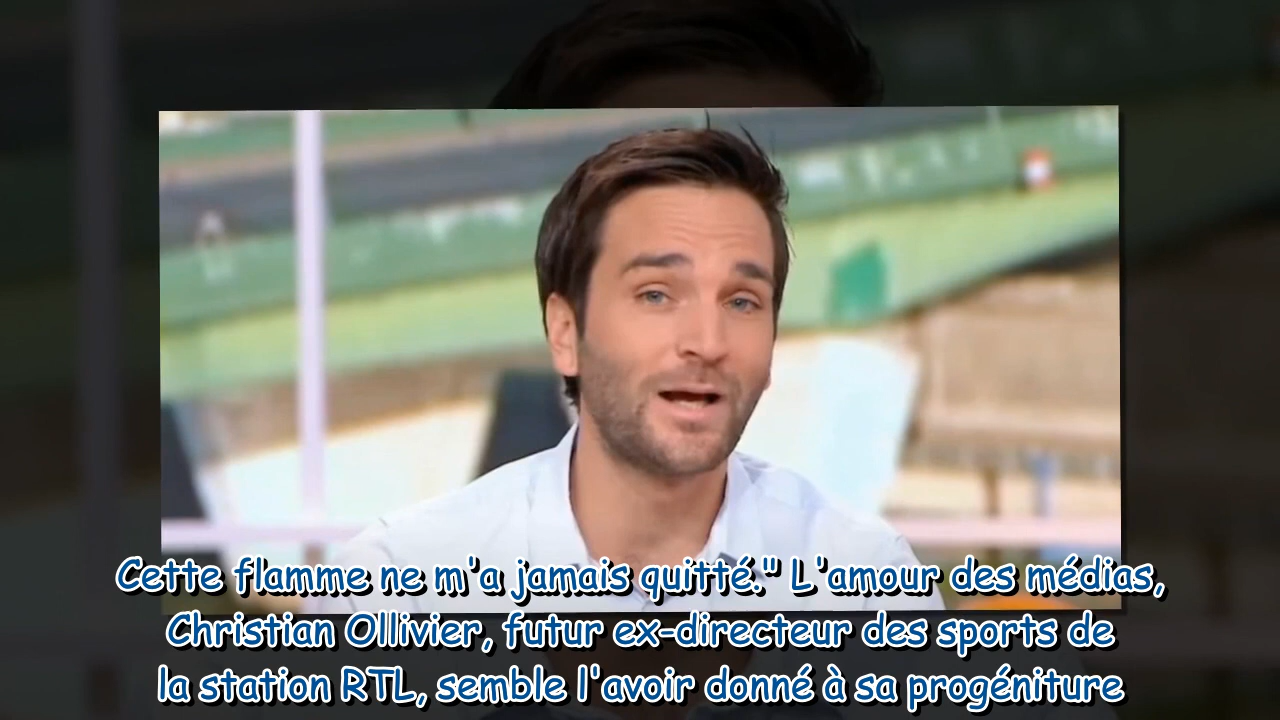 Cette flamme ne m'a jamais quitté." L'amour des médias,
Christian Ollivier, futur ex-directeur des sports de
la station RTL, semble l'avoir donné à sa progéniture